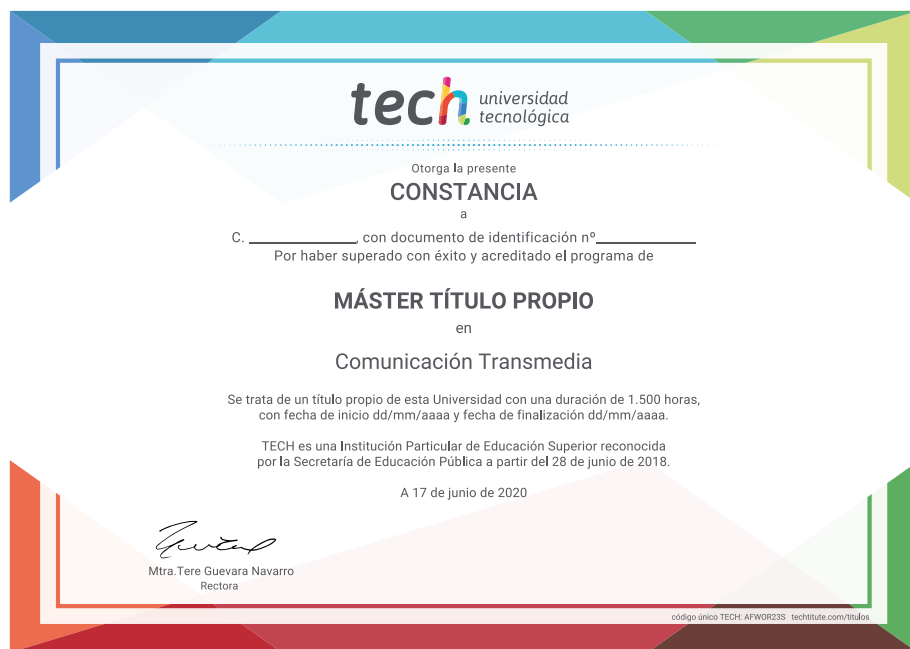 tech universidad
tecnológica
Otorga la presente
CONSTANCIA
a
C. ______________, con documento de identificación nº_____________
Por haber superado con éxito y acreditado el programa de
MÁSTER TÍTULO PROPIO
en
Comunicación Transmedia
Se trata de un título propio de esta Universidad con una duración de 1.500 horas,
con fecha de inicio dd/mm/aaaa y fecha de finalización dd/mm/aaaa.
TECH es una Institución Particular de Educación Superior reconocida
por la Secretaría de Educación Pública a partir del 28 de junio de 2018.
A 17 de junio de 2020
Mtra.Tere Guevara Navarro
Rectora
código único TECH: AFWOR23S techtitute.com/titulos